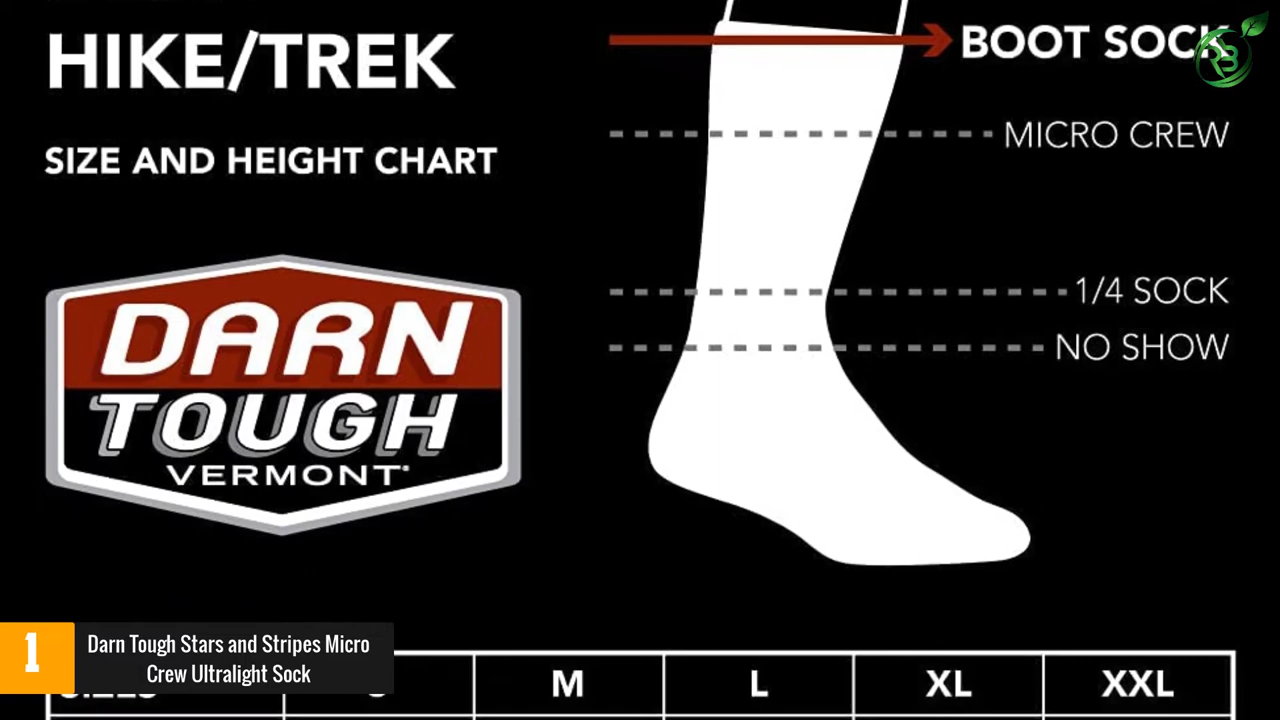 HIKE/TREK
SIZE AND HEIGHT CHART
BOOT SOCK
MICRO CREW
1/4 SOCK
NO SHOW
DARN
TOUGH
VERMONT
1
Darn Tough Stars and Stripes Micro
Crew Ultralight Sock
M L XL XXL